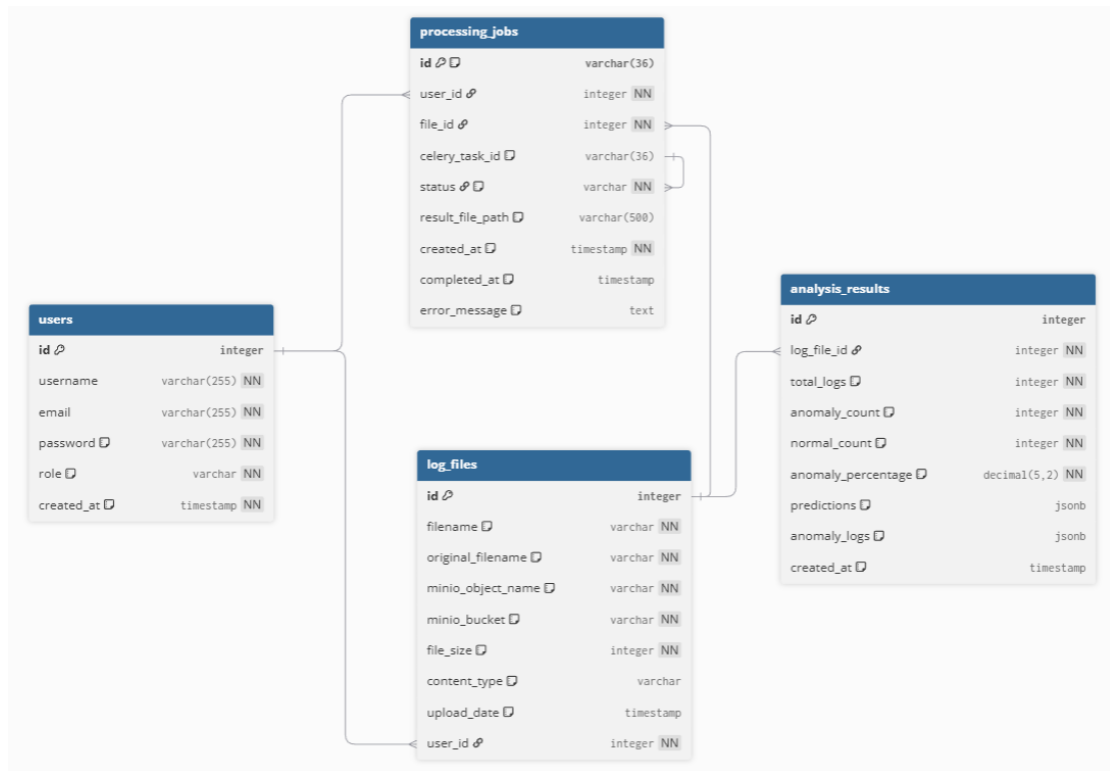 processing_jobs
id varchar(36)
user_id integer NN
file_id integer NN
celery_task_id varchar(36)
status varchar NN
result_file_path varchar(500)
created_at timestamp NN
completed_at timestamp
error_message text
users
id integer
username varchar(255) NN
email varchar(255) NN
password varchar(255) NN
role varchar NN
created_at timestamp NN
log_files
id integer
filename varchar NN
original_filename varchar NN
minio_object_name varchar NN
minio_bucket varchar NN
file_size integer NN
content_type varchar
upload_date timestamp
user_id integer NN
analysis_results
id integer
log_file_id integer NN
total_logs integer NN
anomaly_count integer NN
normal_count integer NN
anomaly_percentage decimal(5,2) NN
predictions jsonb
anomaly_logs jsonb
created_at timestamp